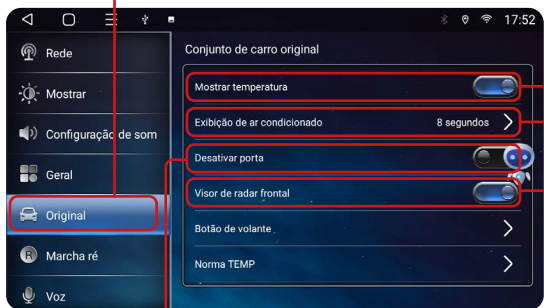 17:52
Rede
Mostrar
Configuração de som
Geral
Original
R Marcha ré
Voz
Conjunto de carro original
Mostrar temperatura
Exibição de ar condicionado 8 segundos
Desativar porta
Visor de radar frontal
Botão de volante
Norma TEMP